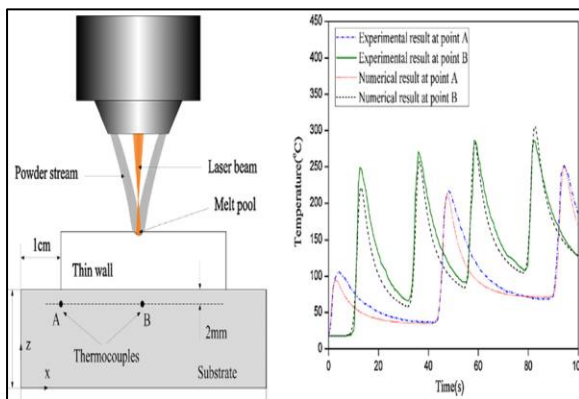 Powder stream
Laser beam
Melt pool
1cm
Thin wall
A
B
2mm
z
Thermocouples
x
Substrate
Experimental result at point A
Experimental result at point B
Numerical result at point A
Numerical result at point B
Temperature(°C)
450
400
350
300
250
200
150
100
50
0
0 20 40 60 80 100
Time(s)